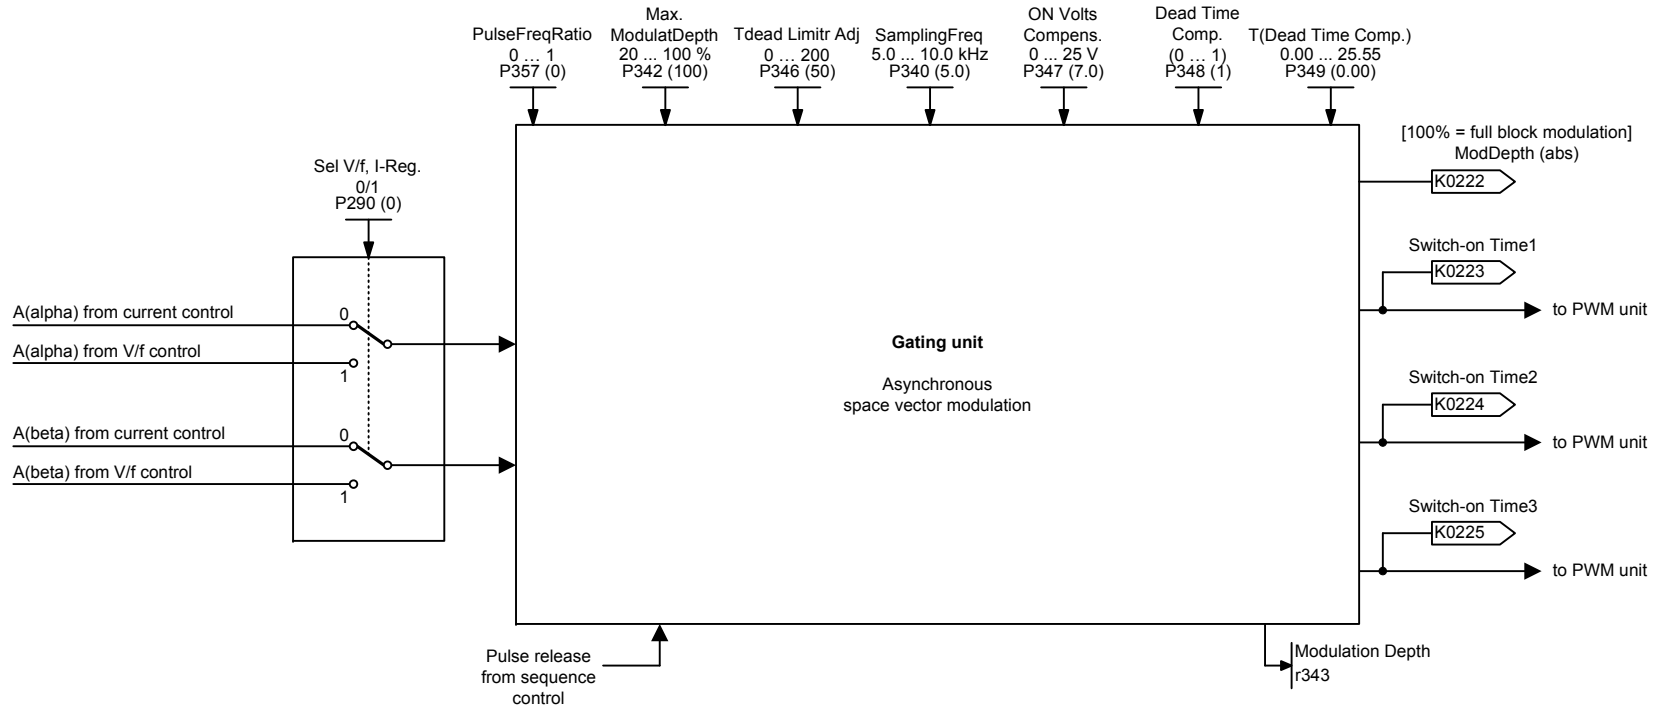 PulseFreqRatio
0 ... 1
P357 (0)
Max.
ModulatDepth
20 ... 100 %
P342 (100)
Tdead Limitr Adj
0 ... 200
P346 (50)
SamplingFreq
5.0 ... 10.0 kHz
P340 (5.0)
ON Volts
Compens.
0 ... 25 V
P347 (7.0)
Dead Time
Comp.
(0 ... 1)
P348 (1)
T(Dead Time Comp.)
0.00 ... 25.55
P349 (0.00)
[100% = full block modulation]
ModDepth (abs)
K0222
Sel V/f, I-Reg.
0/1
P290 (0)
Switch-on Time1
K0223
to PWM unit
A(alpha) from current control
0
A(alpha) from V/f control
1
A(beta) from current control
0
A(beta) from V/f control
1
Gating unit
Asynchronous
space vector modulation
Switch-on Time2
K0224
to PWM unit
Switch-on Time3
K0225
to PWM unit
Pulse release
from sequence
control
Modulation Depth
r343